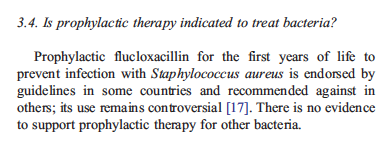 3.4. Is prophylactic therapy indicated to treat bacteria?
Prophylactic flucloxacillin for the first years of life to
prevent infection with Staphylococcus aureus is endorsed by
guidelines in some countries and recommended against in
others; its use remains controversial [17]. There is no evidence
to support prophylactic therapy for other bacteria.